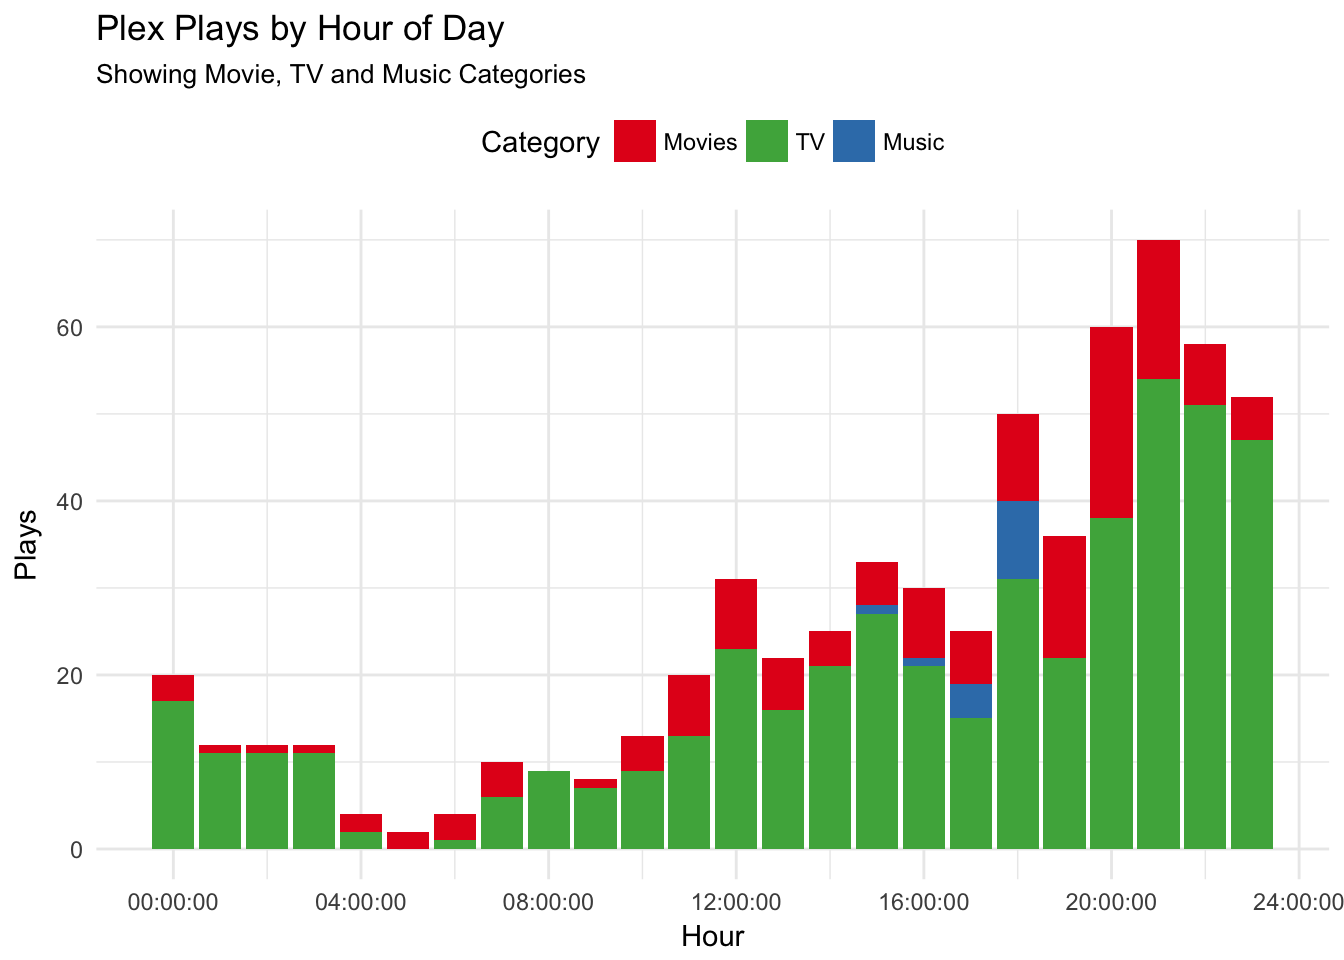 Plex Plays by Hour of Day
Showing Movie, TV and Music Categories
Category Movies TV Music
Plays
60
40
20
0
00:00:00 04:00:00 08:00:00 12:00:00 16:00:00 20:00:00 24:00:00
Hour